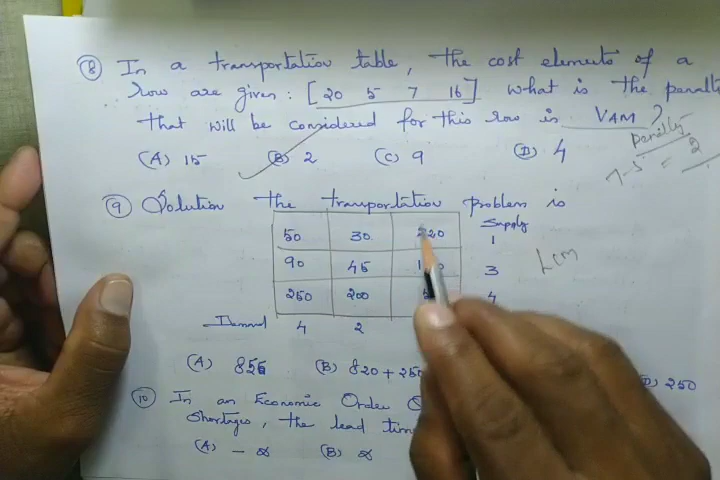 ⑧ In a transportation table, the cost elements of a
row are given : [20 5 7 16] what is the penalty
that will be considered for this row in VAM?
(A) 15 (B) 2 (C) 9 (D) 4
Penalty
7-5 = 2
⑨ Solution the transportation problem is
Supply
50 30 220 1
90 45 3
250 200 4
Demand 4 2
LCM
(A) 855 (B) 820 + 250 (D) 250
⑩ In an Economic Order
Shortages, the lead time
(A) - ∞ (B) ∞